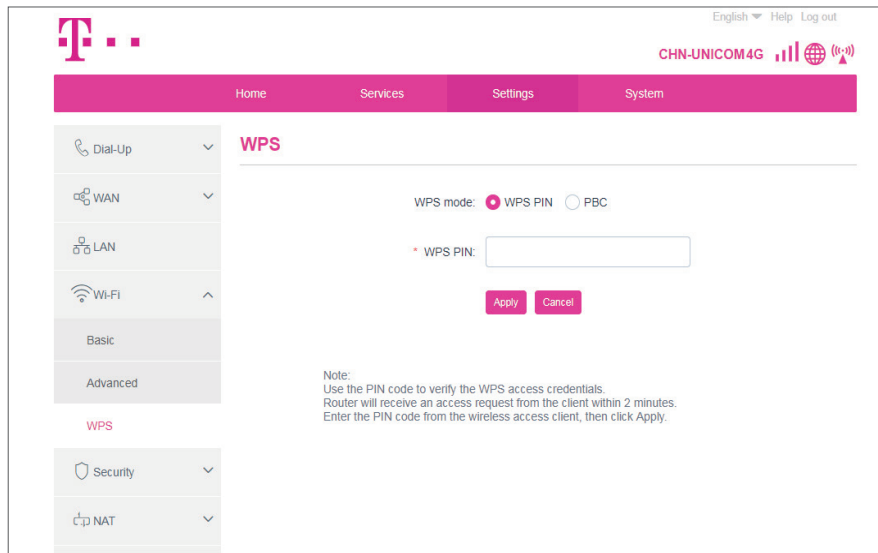 English Help Log out
T
CHN-UNICOM4G
Home Services Settings System
Dial-Up
WAN
LAN
Wi-Fi
Basic
Advanced
WPS
Security
NAT
WPS
WPS mode: WPS PIN PBC
* WPS PIN:
Apply Cancel
Note:
Use the PIN code to verify the WPS access credentials.
Router will receive an access request from the client within 2 minutes.
Enter the PIN code from the wireless access client, then click Apply.